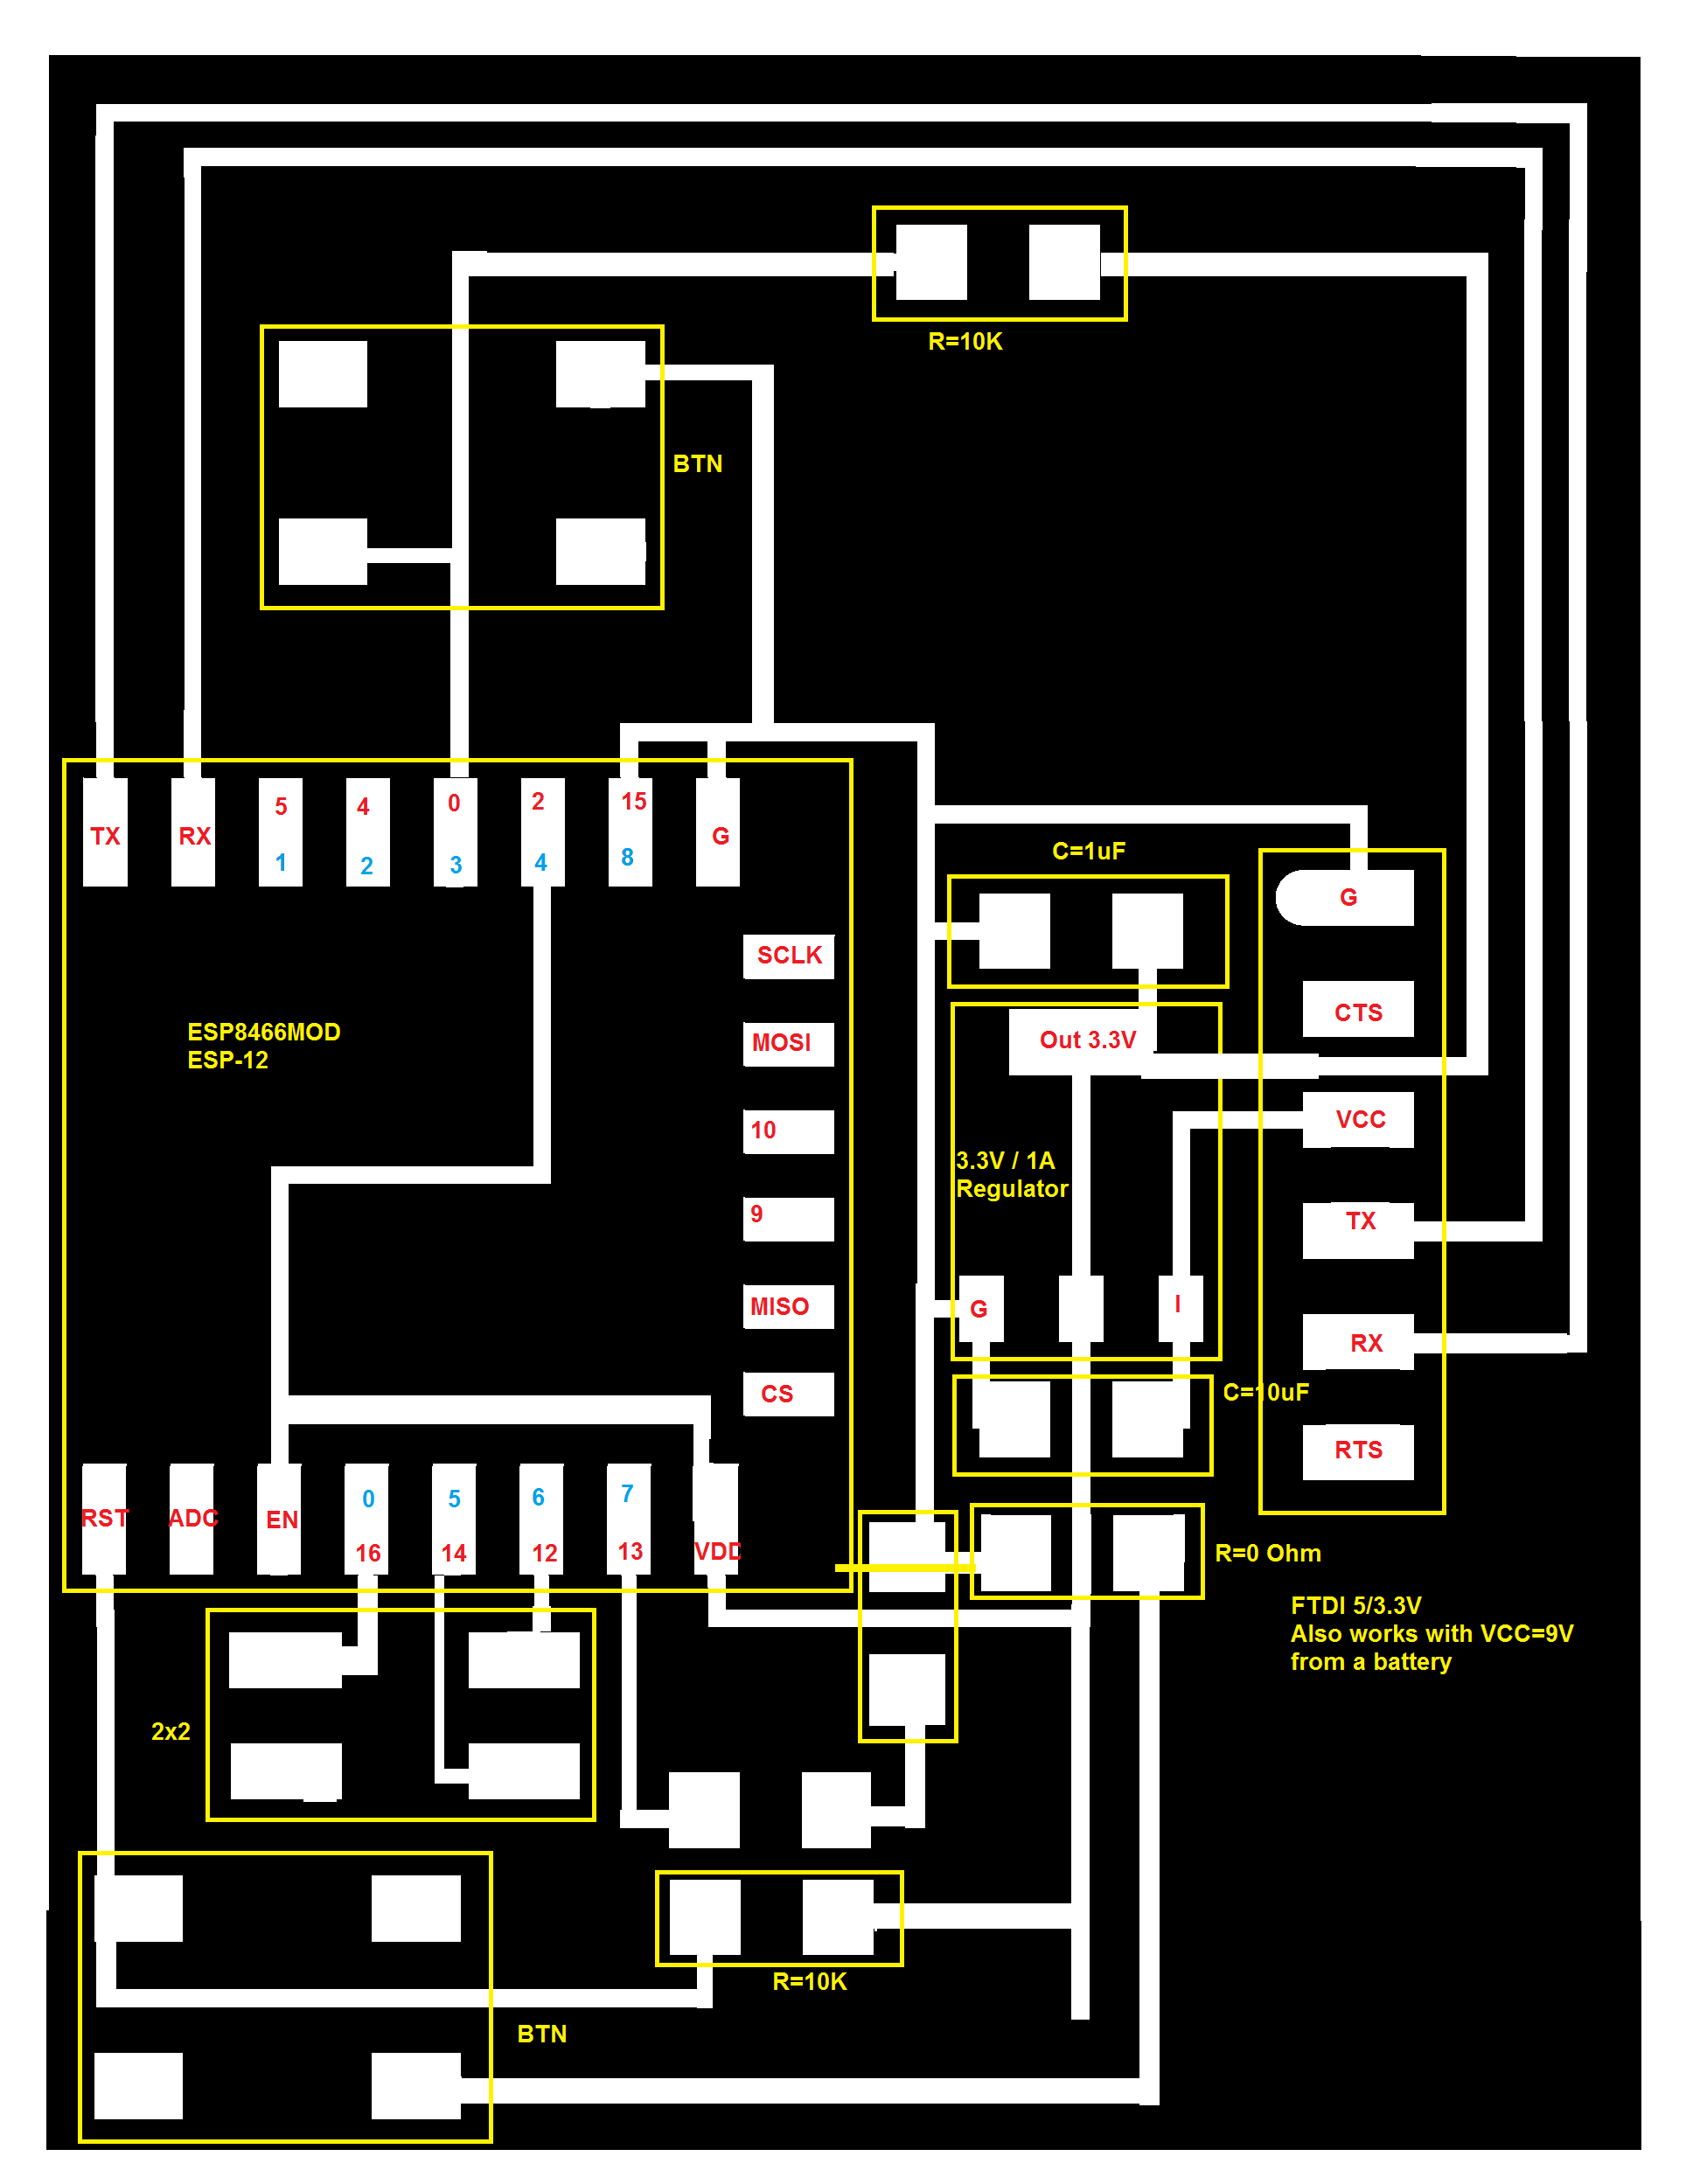 R=10K
BTN
TX
RX
5
1
4
2
0
3
2
4
15
8
G
C=1uF
G
SCLK
CTS
ESP8466MOD
ESP-12
MOSI
Out 3.3V
10
VCC
3.3V / 1A
Regulator
9
TX
MISO
G
I
RX
CS
C=10uF
RTS
RST
ADC
EN
0
16
5
14
6
12
7
13
VDD
R=0 Ohm
FTDI 5/3.3V
Also works with VCC=9V
from a battery
2x2
R=10K
BTN